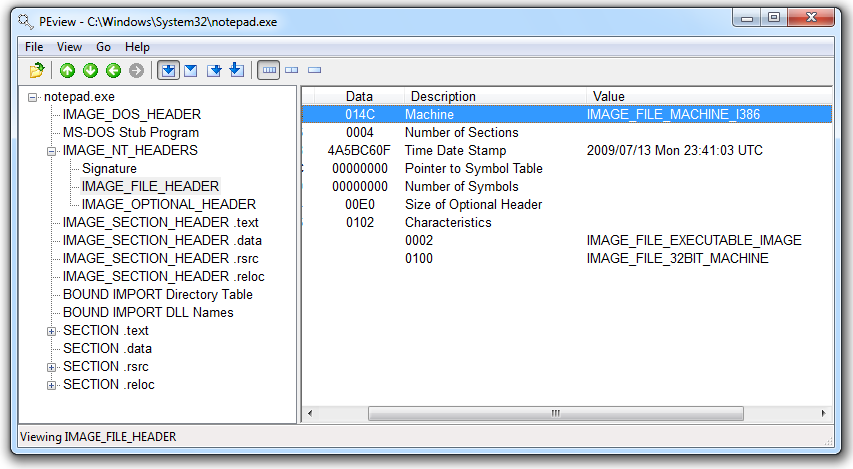 PEview - C:\Windows\System32\notepad.exe
File View Go Help
notepad.exe
IMAGE_DOS_HEADER
MS-DOS Stub Program
IMAGE_NT_HEADERS
Signature
IMAGE_FILE_HEADER
IMAGE_OPTIONAL_HEADER
IMAGE_SECTION_HEADER .text
IMAGE_SECTION_HEADER .data
IMAGE_SECTION_HEADER .rsrc
IMAGE_SECTION_HEADER .reloc
BOUND IMPORT Directory Table
BOUND IMPORT DLL Names
SECTION .text
SECTION .data
SECTION .rsrc
SECTION .reloc
Data Description Value
014C Machine IMAGE_FILE_MACHINE_I386
0004 Number of Sections
4A5BC60F Time Date Stamp 2009/07/13 Mon 23:41:03 UTC
00000000 Pointer to Symbol Table
00000000 Number of Symbols
00E0 Size of Optional Header
0102 Characteristics
0002 IMAGE_FILE_EXECUTABLE_IMAGE
0100 IMAGE_FILE_32BIT_MACHINE
Viewing IMAGE_FILE_HEADER